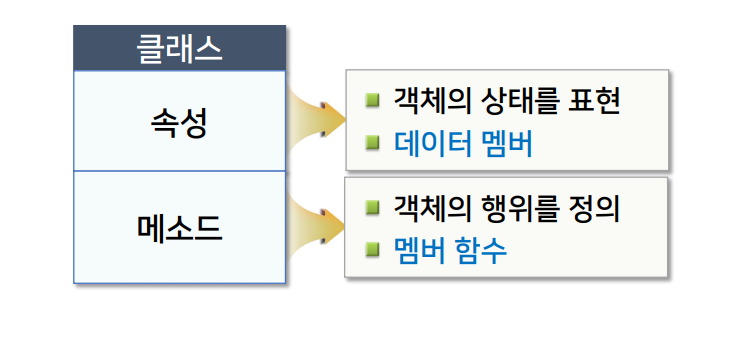 클래스
속성
객체의 상태를 표현
데이터 멤버
메소드
객체의 행위를 정의
멤버 함수